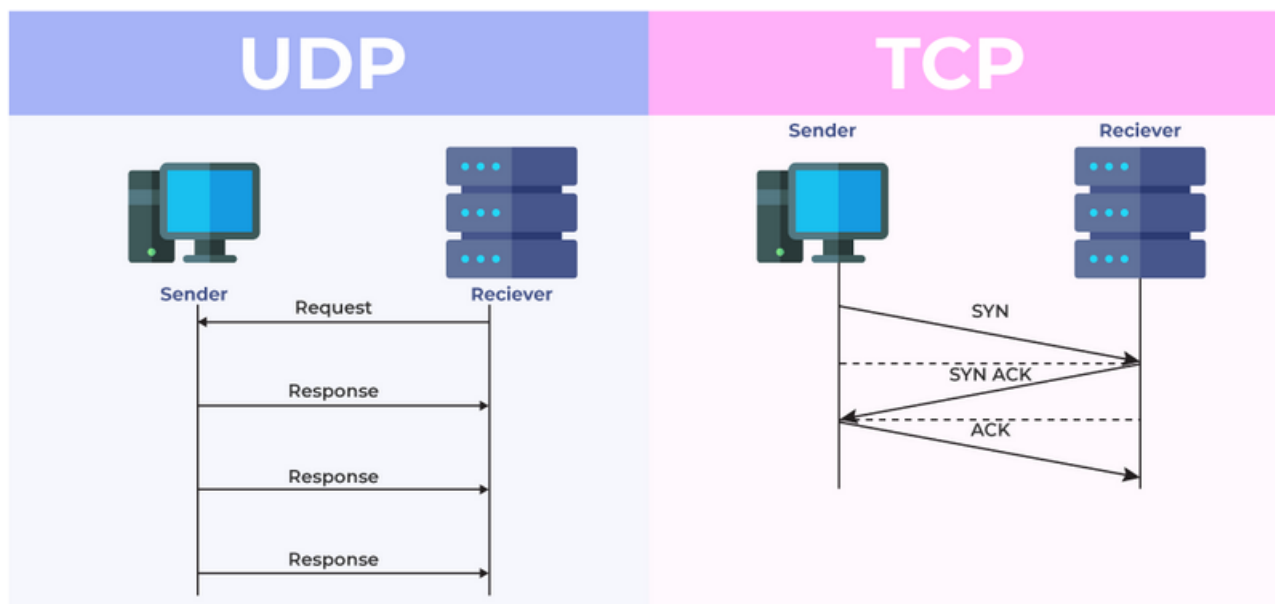 UDP
Sender
Reciever
Request
Response
Response
Response
TCP
Sender
Reciever
SYN
SYN ACK
ACK